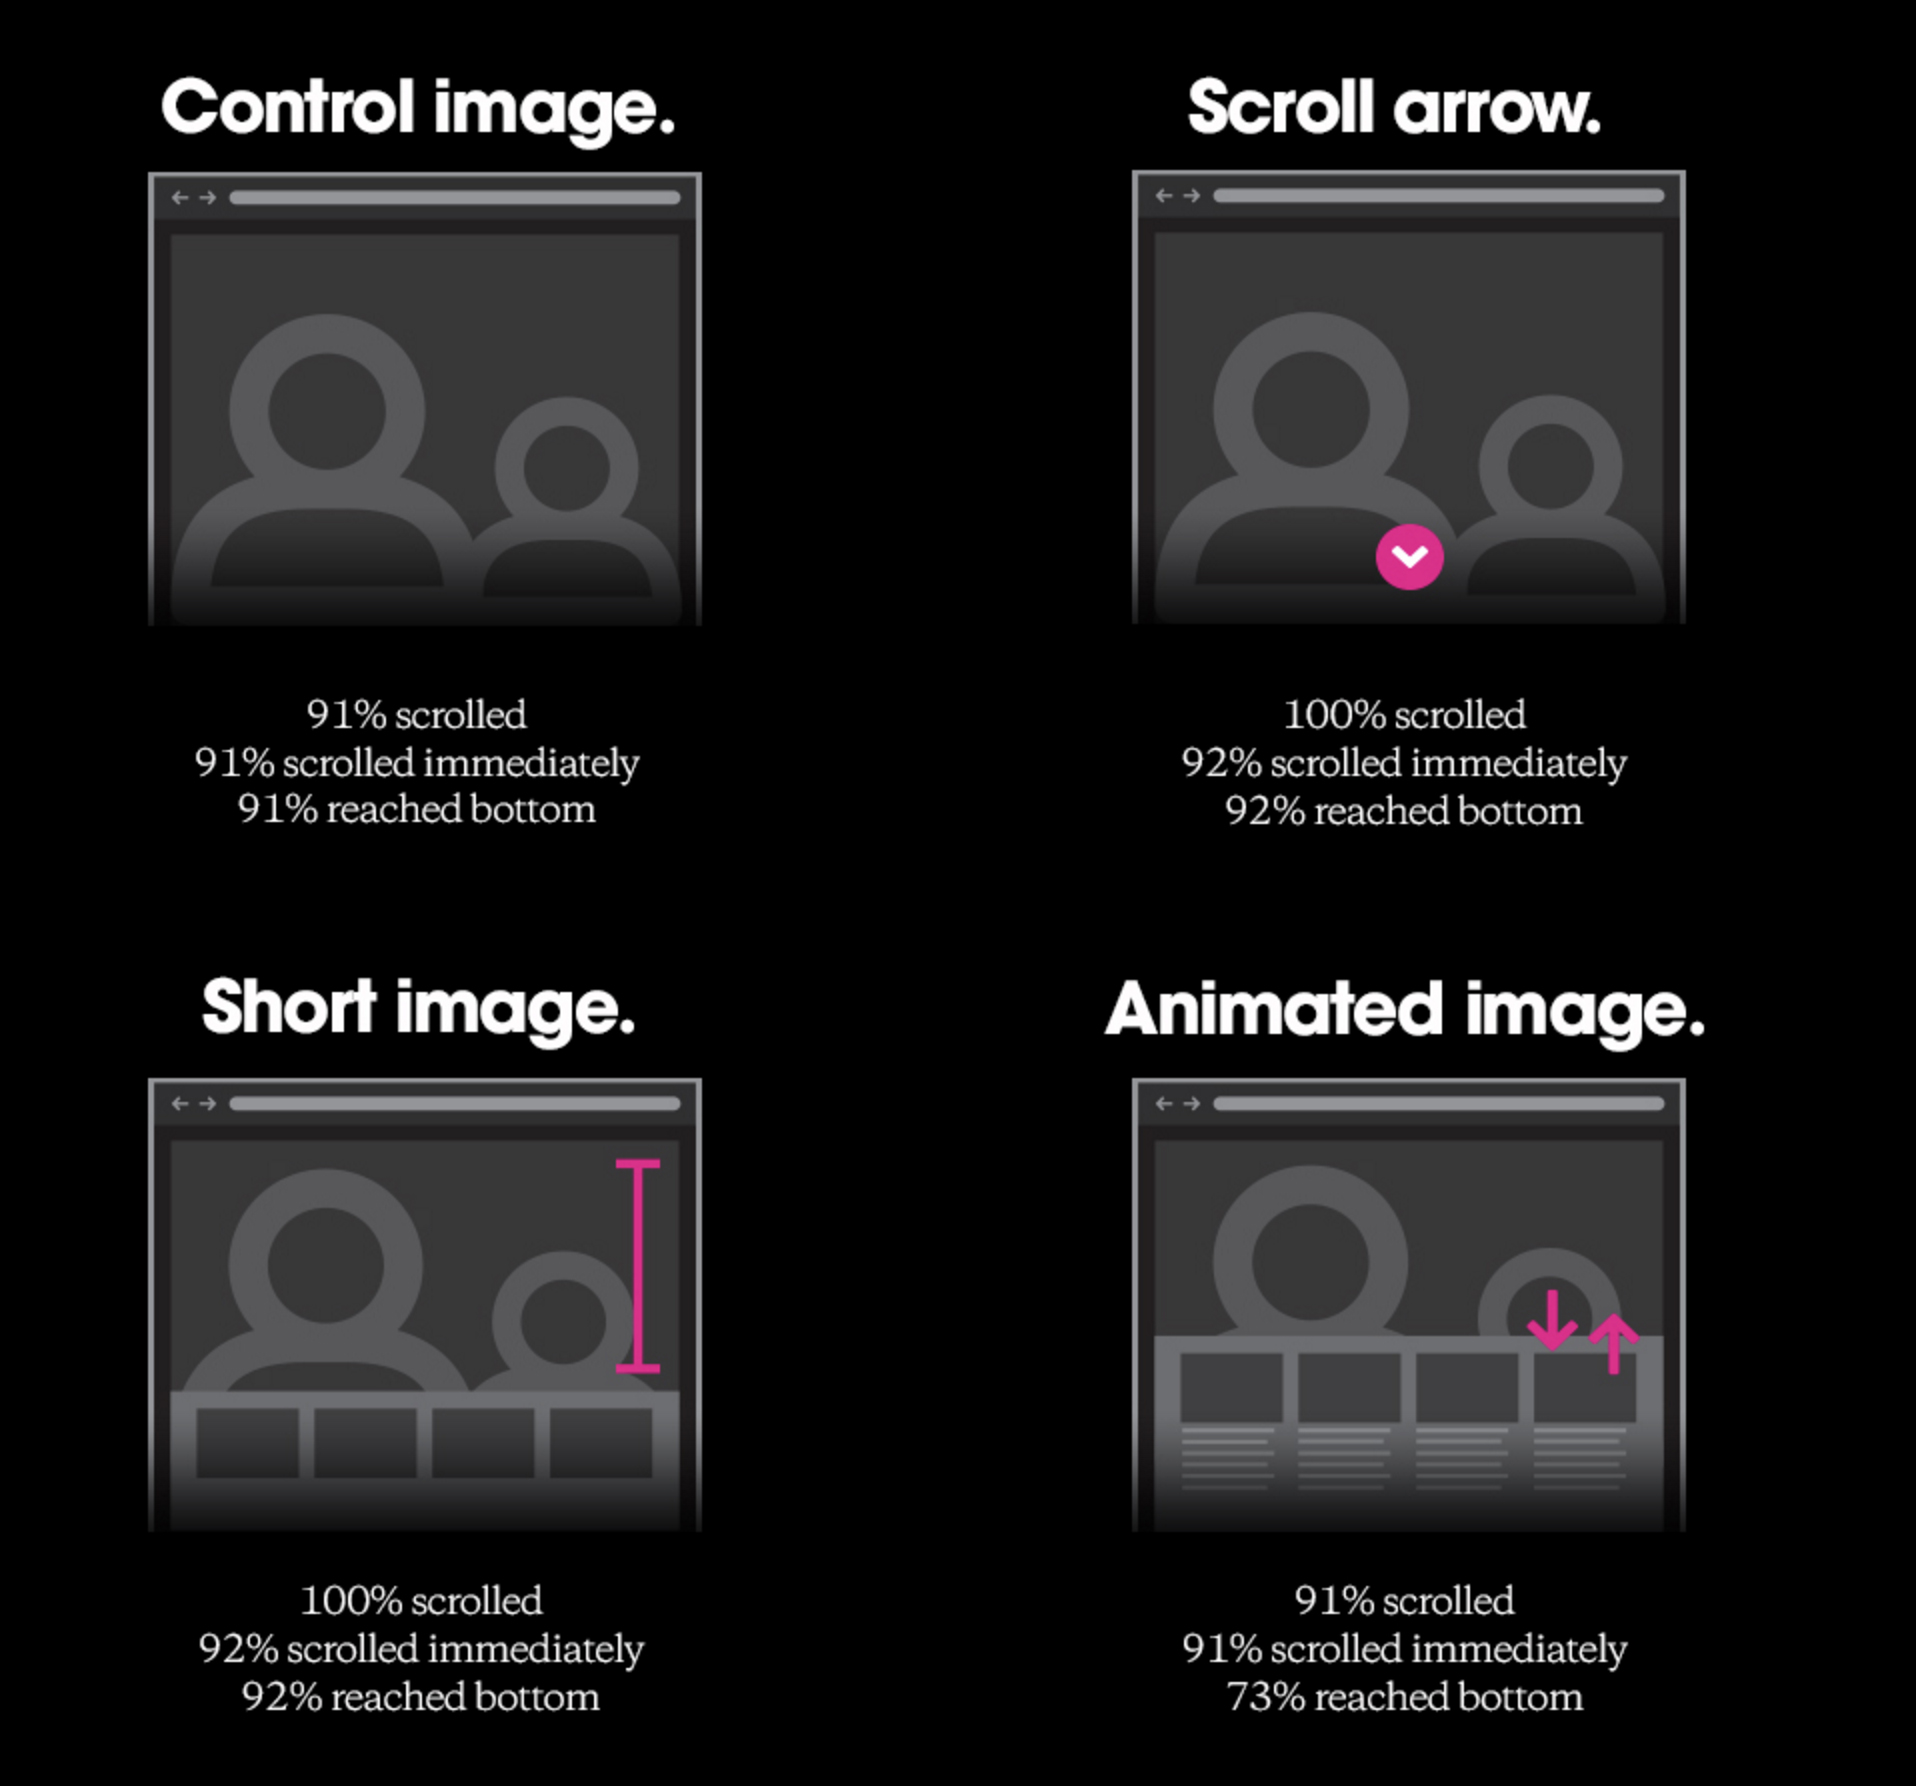 Control image.
91% scrolled
91% scrolled immediately
91% reached bottom
Scroll arrow.
100% scrolled
92% scrolled immediately
92% reached bottom
Short image.
100% scrolled
92% scrolled immediately
92% reached bottom
Animated image.
91% scrolled
91% scrolled immediately
73% reached bottom